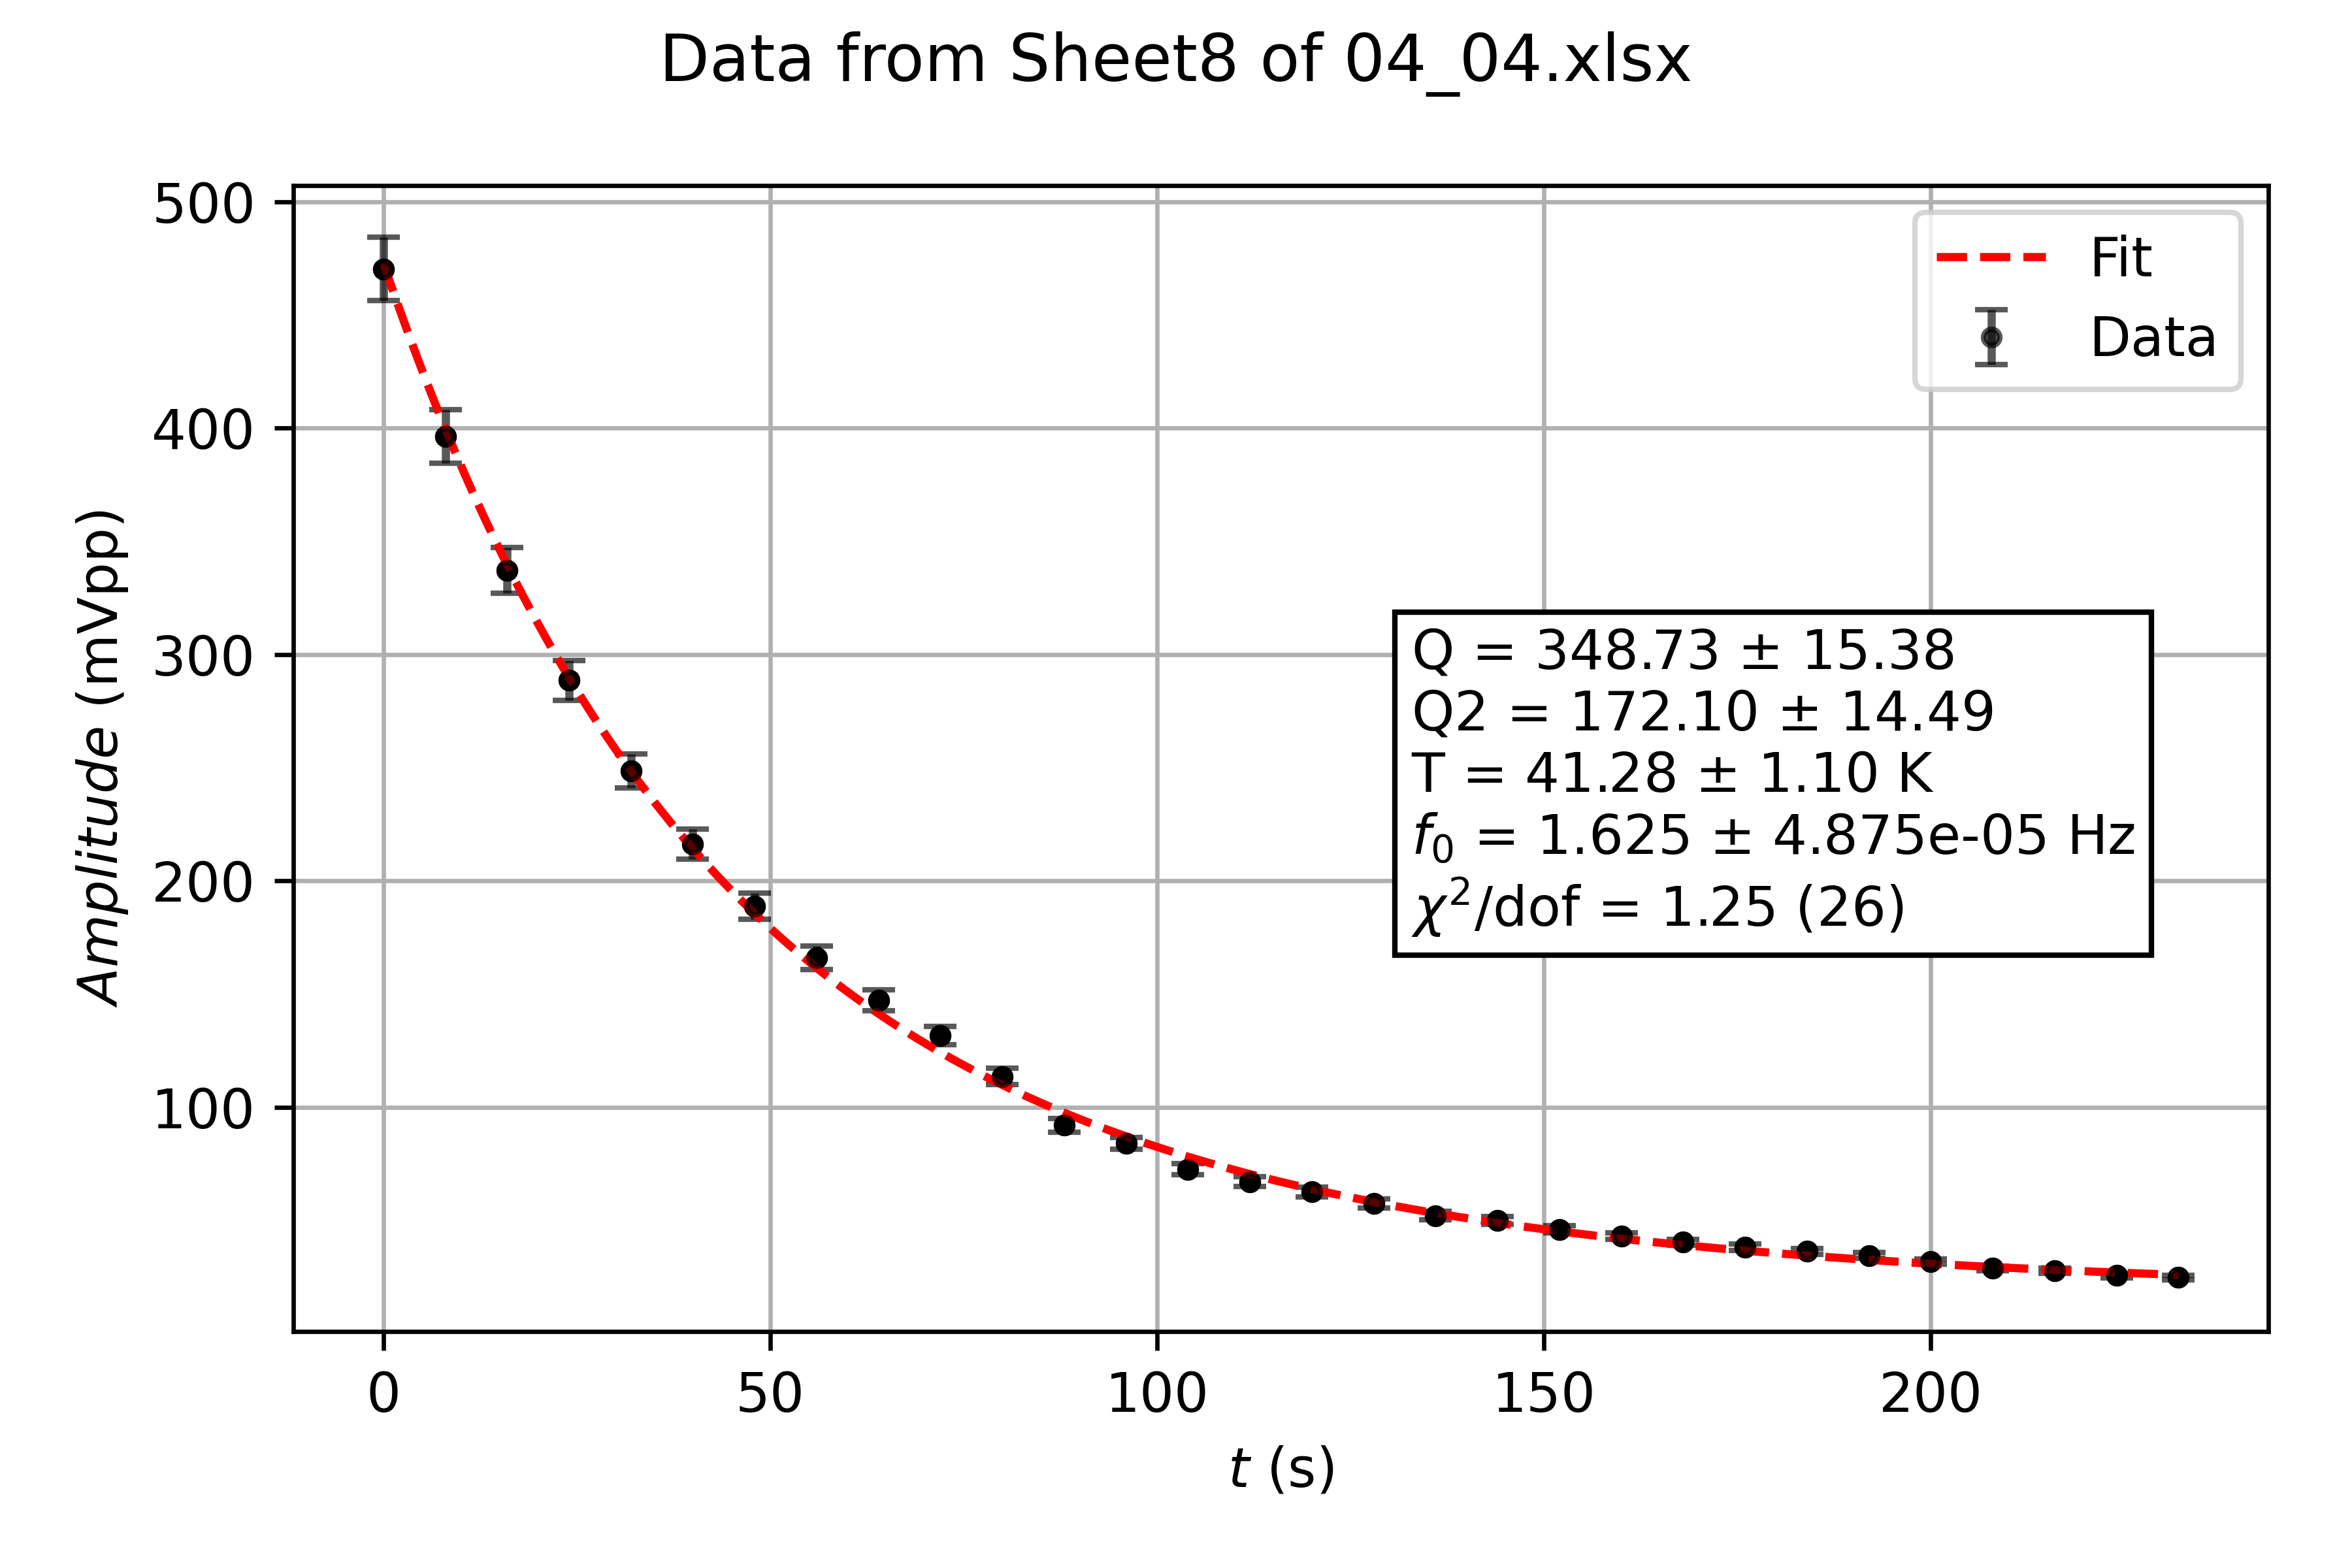 Data from Sheet8 of 04_04.xlsx
500
400
300
200
100
Amplitude (mVpp)
Fit
Data
Q = 348.73 ± 15.38
Q2 = 172.10 ± 14.49
T = 41.28 ± 1.10 K
f₀ = 1.625 ± 4.875e-05 Hz
χ²/dof = 1.25 (26)
0 50 100 150 200
t (s)